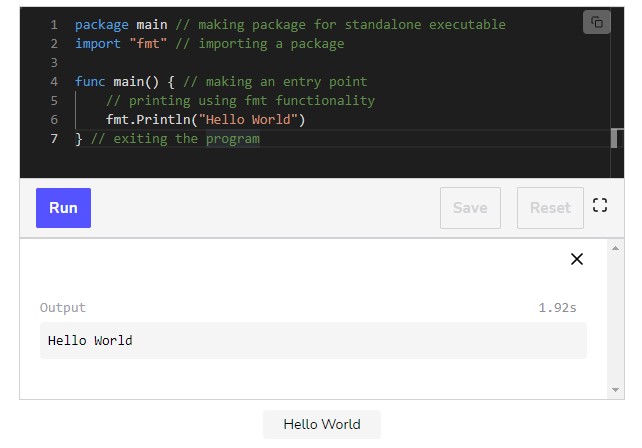 1 package main // making package for standalone executable
2 import "fmt" // importing a package
3
4 func main() { // making an entry point
5     // printing using fmt functionality
6     fmt.Println("Hello World")
7 } // exiting the program
Run Save Reset
Output 1.92s
Hello World
Hello World